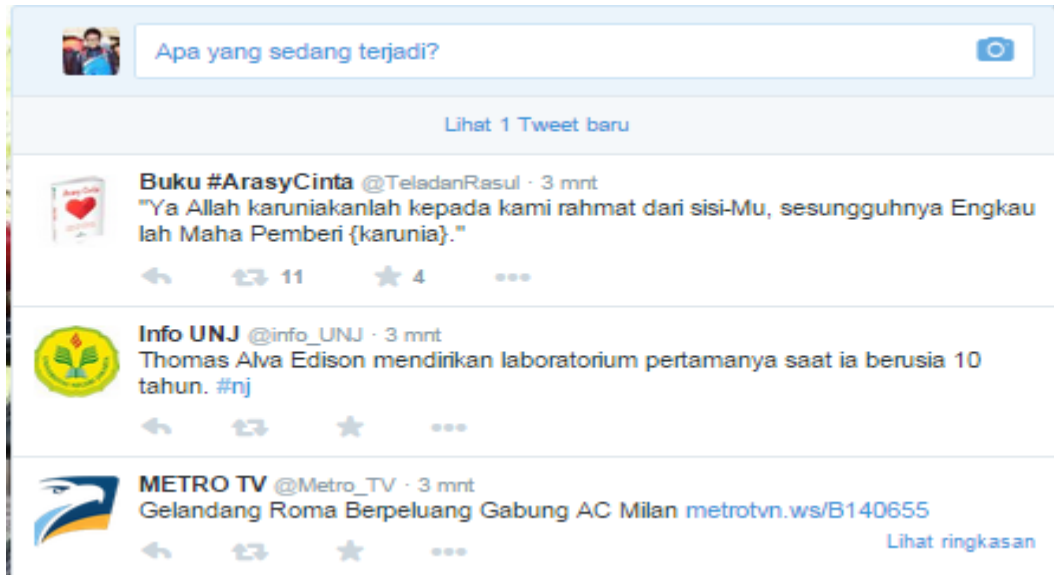 Apa yang sedang terjadi?
Lihat 1 Tweet baru
Buku #ArasyCinta @TeladanRasul · 3 mnt
"Ya Allah karuniakanlah kepada kami rahmat dari sisi-Mu, sesungguhnya Engkau
lah Maha Pemberi {karunia}."
11 4
Info UNJ @info_UNJ · 3 mnt
Thomas Alva Edison mendirikan laboratorium pertamanya saat ia berusia 10
tahun. #nj
METRO TV @Metro_TV · 3 mnt
Gelandang Roma Berpeluang Gabung AC Milan metrotvn.ws/B140655
Lihat ringkasan